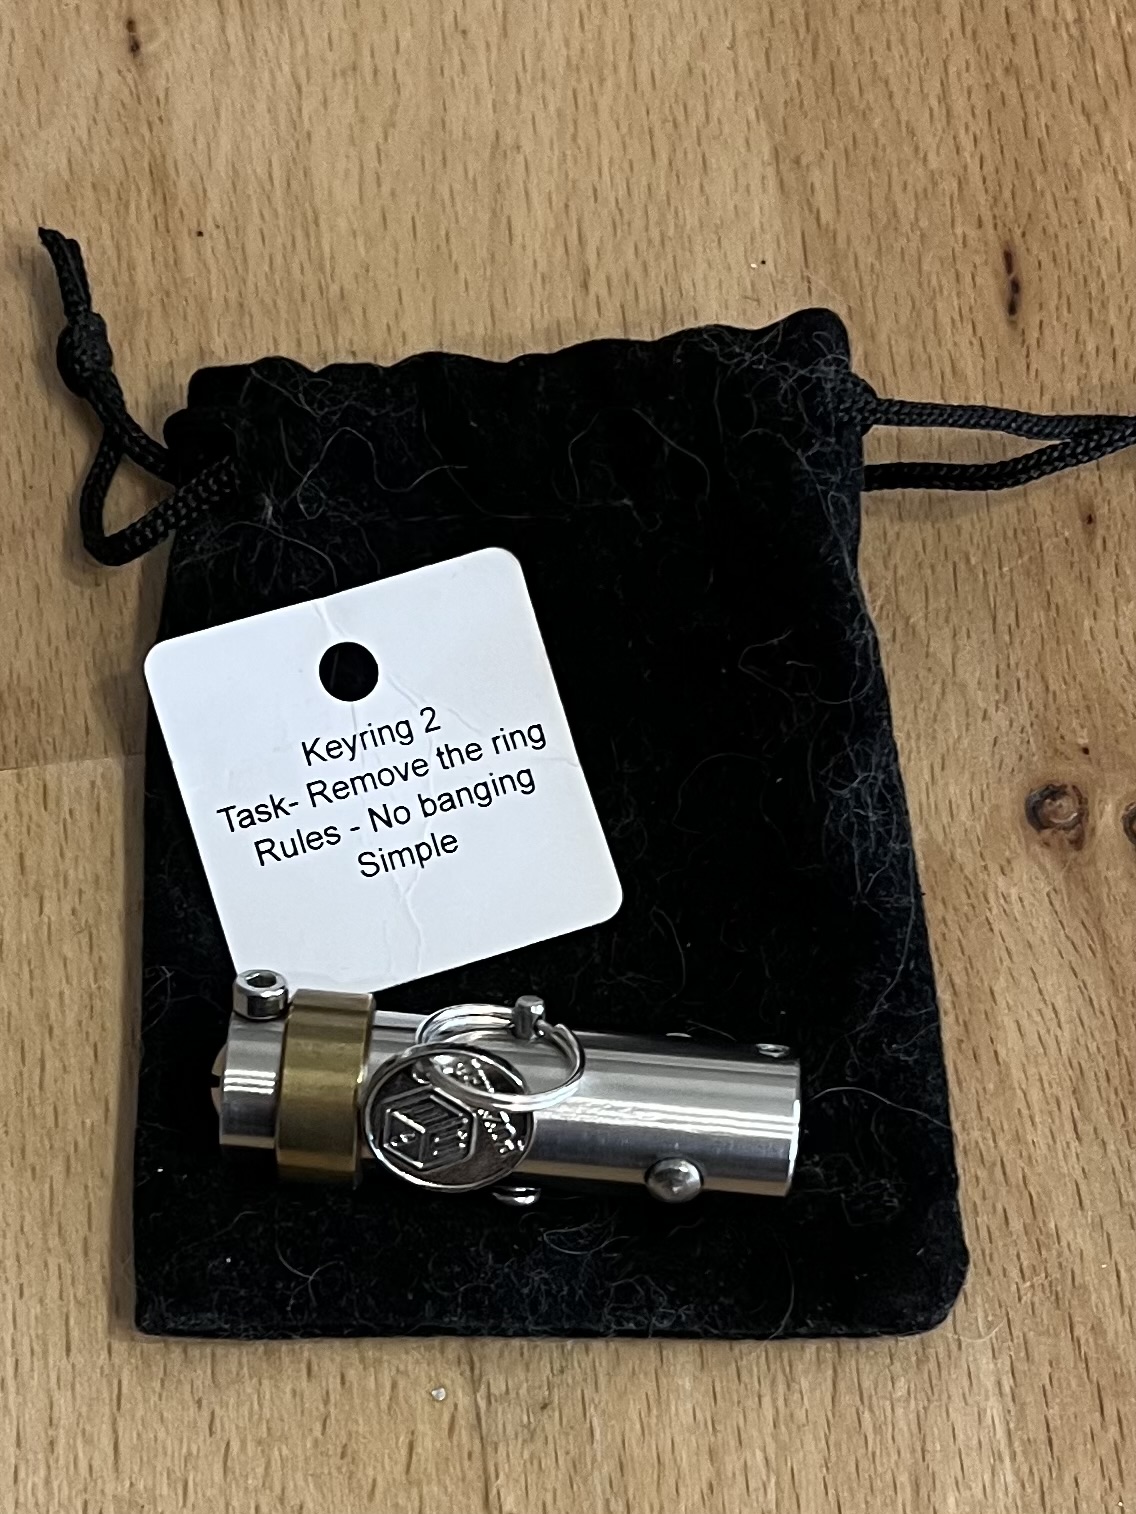 Keyring 2
Task- Remove the ring
Rules - No banging
Simple